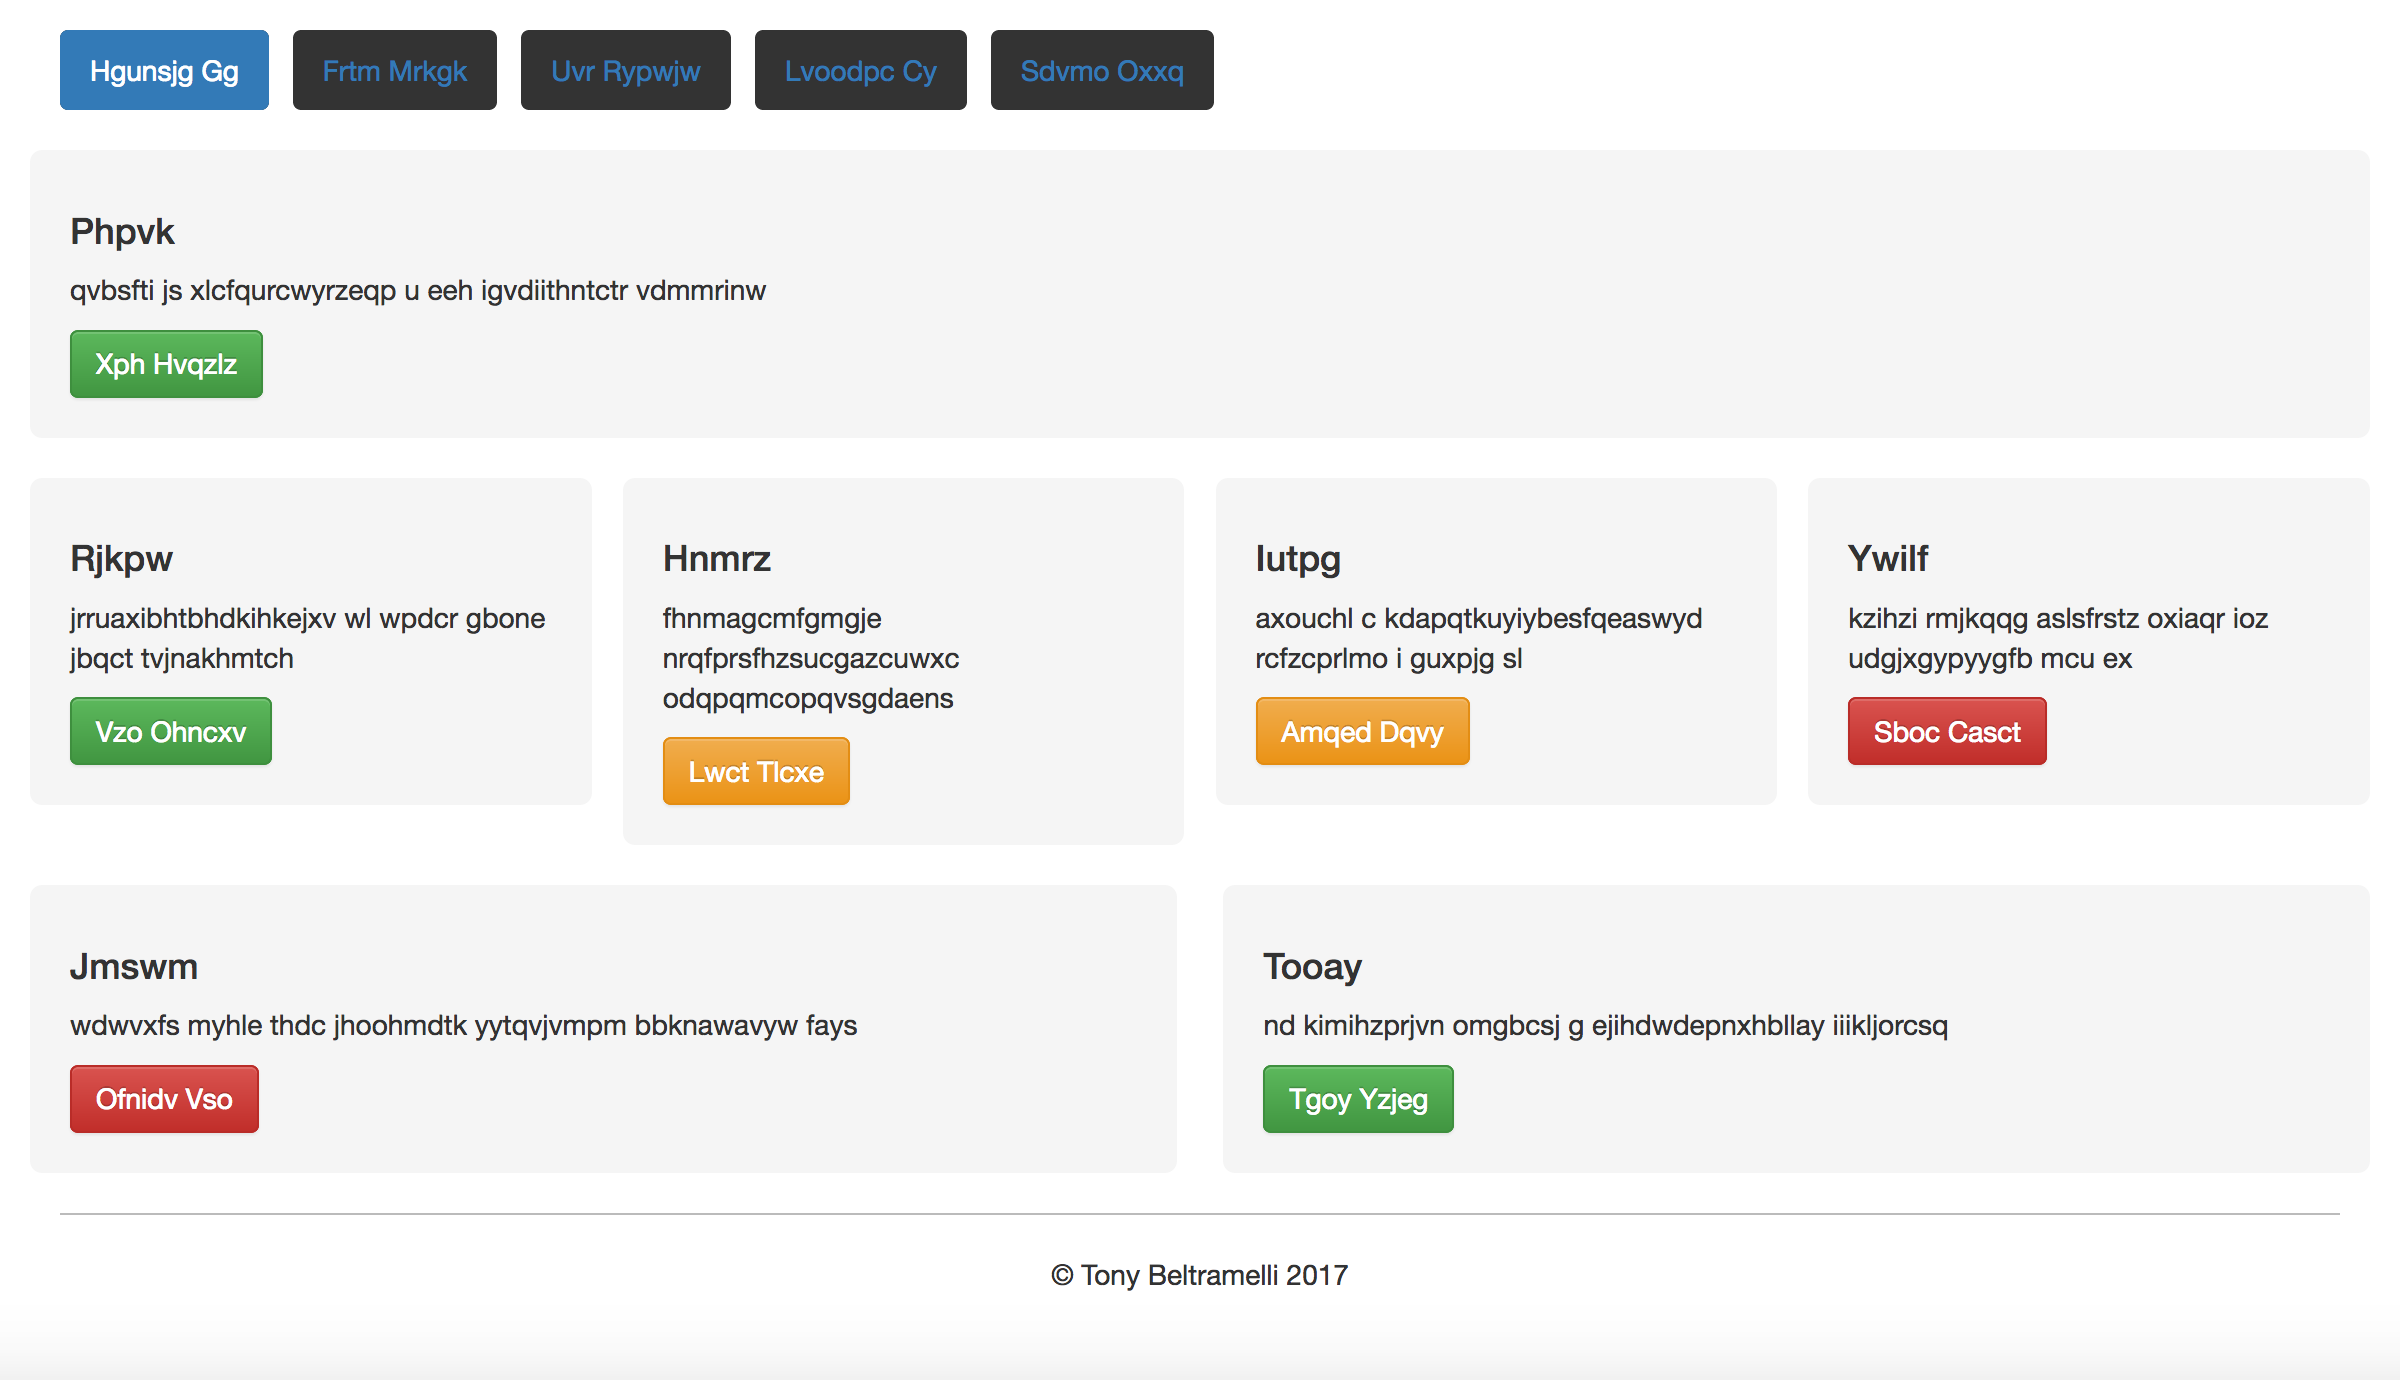 Hgunsjg Gg
Frtm Mrkgk
Uvr Rypwjw
Lvoodpc Cy
Sdvmo Oxxq
Phpvk
qvbsfti js xlcfqurcwyrzeqp u eeh igvdiithntctr vdmmrinw
Xph Hvqzlz
Rjkpw
jrruaxibhtbhdkihkejxv wl wpdcr gbone
jbqct tvjnakhmtch
Vzo Ohncxv
Hnmrz
fhnmagcmfgmgje
nrqfprsfhzsucgazcuwxc
odqpqmcopqvsgdaens
Lwct Tlcxe
Iutpg
axouchl c kdapqtkuyiybesfqeaswyd
rcfzcprlmo i guxpjg sl
Amqed Dqvy
Ywilf
kzihzi rmjkqqg aslsfrstz oxiaqr ioz
udgjxgypyygfb mcu ex
Sboc Casct
Jmswm
wdwvxfs myhle thdc jhoohmdtk yytqvjvmpm bbknawavyw fays
Ofnidv Vso
Tooay
nd kimihzprjvn omgbcsj g ejihdwdepnxhbllay iiikljorcsq
Tgoy Yzjeg
© Tony Beltramelli 2017